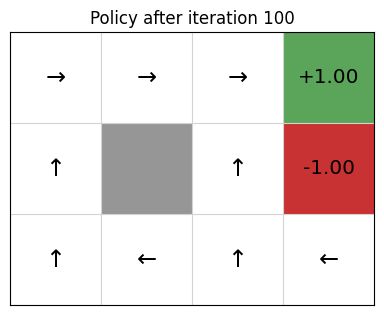 Policy after iteration 100
→ → → +1.00
↑ ↑ -1.00
↑ ← ↑ ←